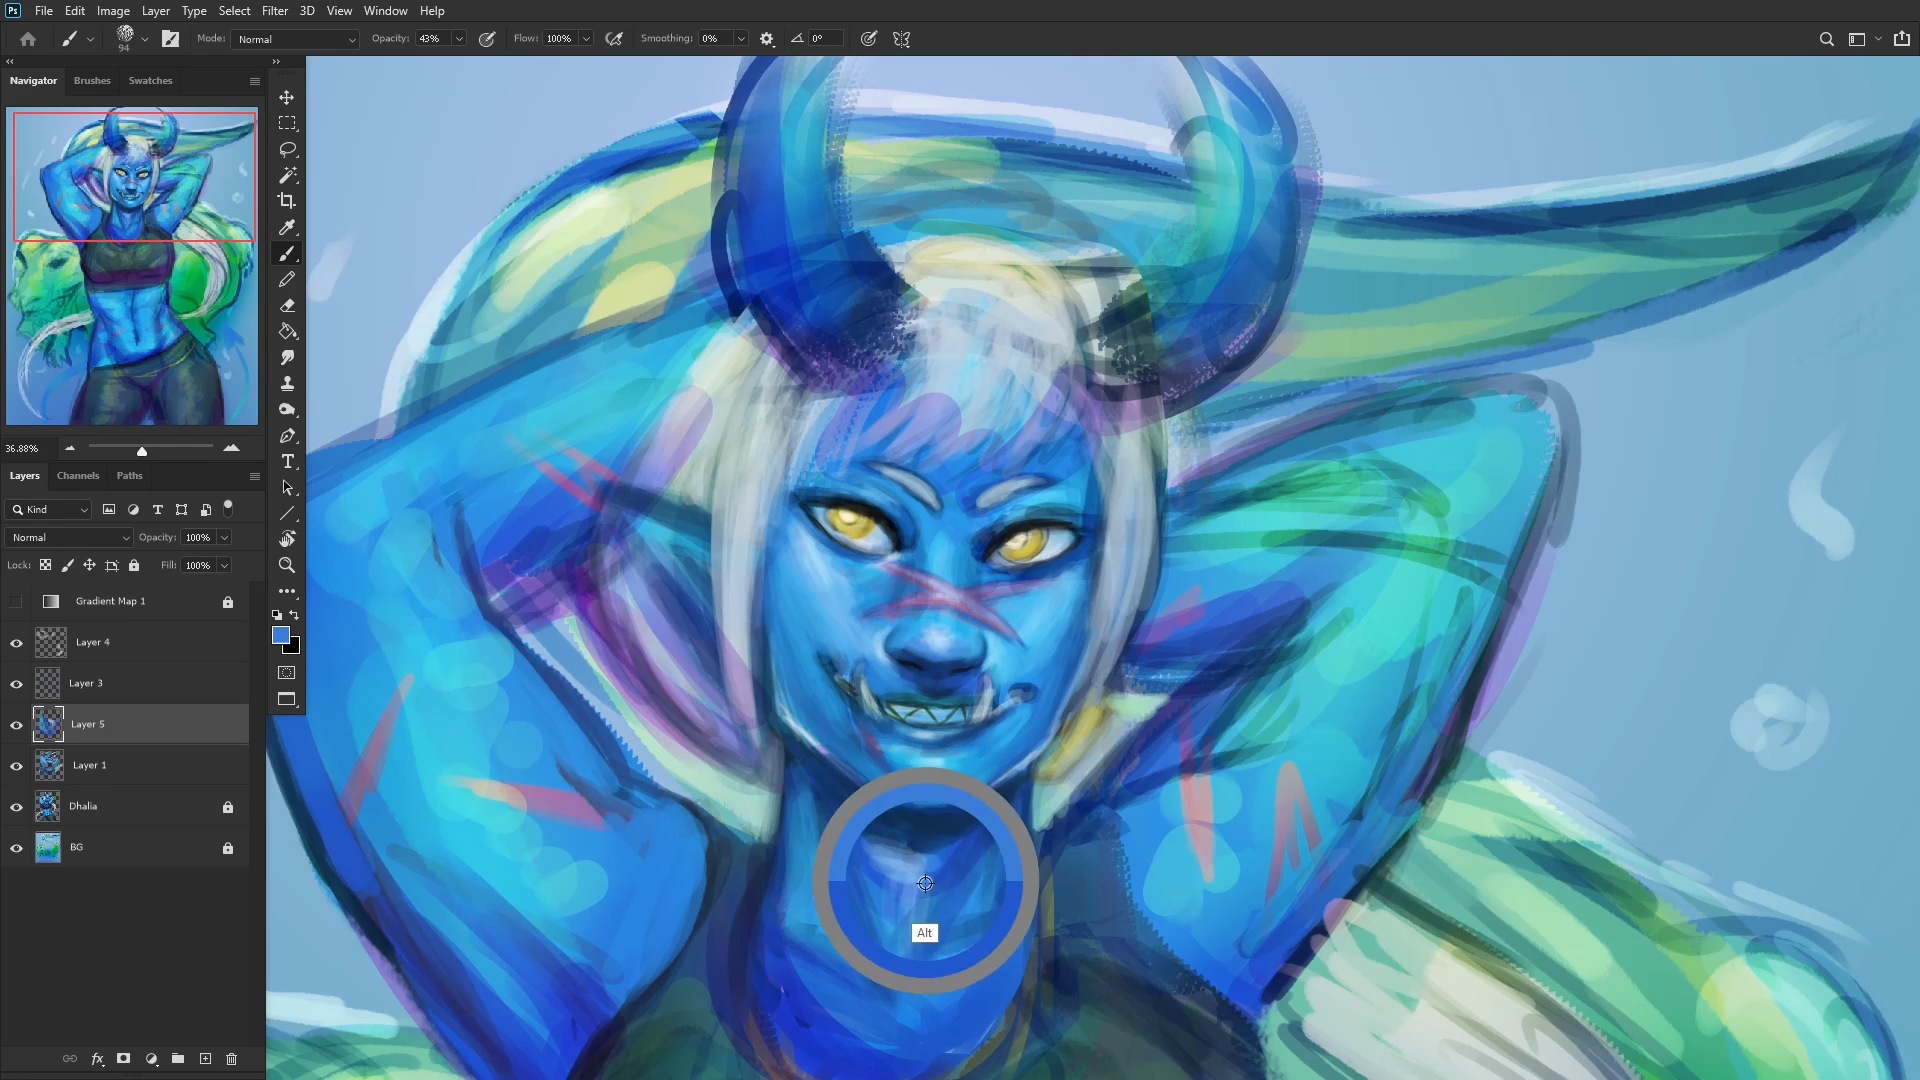 Ps File Edit Image Layer Type Select Filter 3D View Window Help
94 Mode: Normal Opacity: 43% Flow: 100% Smoothing: 0% 0°
Navigator Brushes Swatches
36.88%
Layers Channels Paths
Kind T
Normal Opacity: 100%
Lock: Fill: 100%
Gradient Map 1
Layer 4
Layer 3
Layer 5
Layer 1
Dhalia
BG
fx
T
Alt